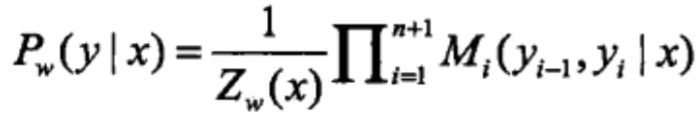 P_w(y | x) = \frac{1}{Z_w(x)} \prod_{i=1}^{n+1} M_i(y_{i-1}, y_i | x)